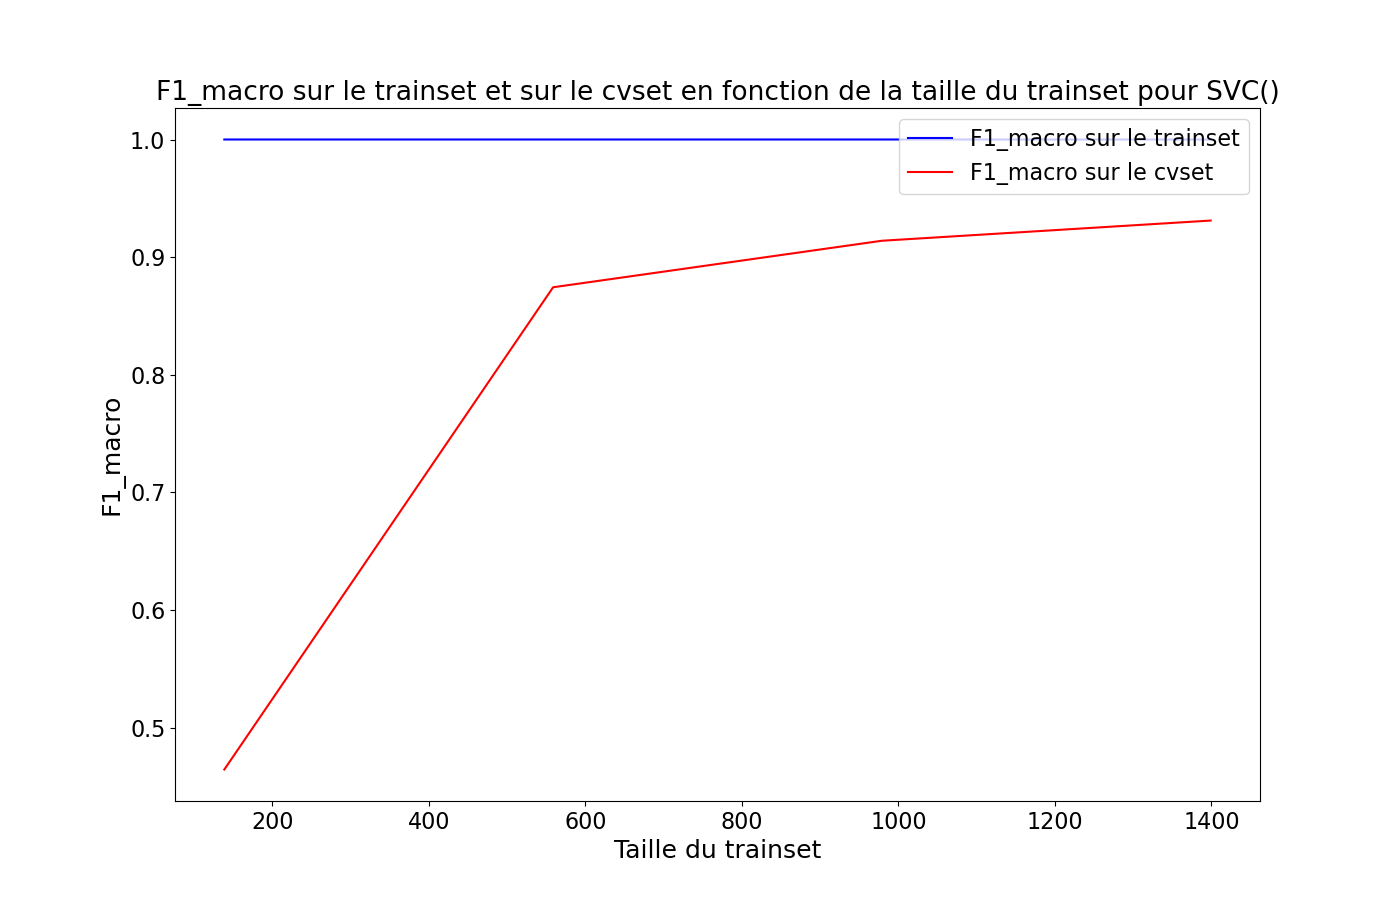 F1_macro sur le trainset et sur le cvset en fonction de la taille du trainset pour SVC()
F1_macro sur le trainset
F1_macro sur le cvset
1.0
0.9
0.8
0.7
0.6
0.5
F1_macro
200 400 600 800 1000 1200 1400
Taille du trainset